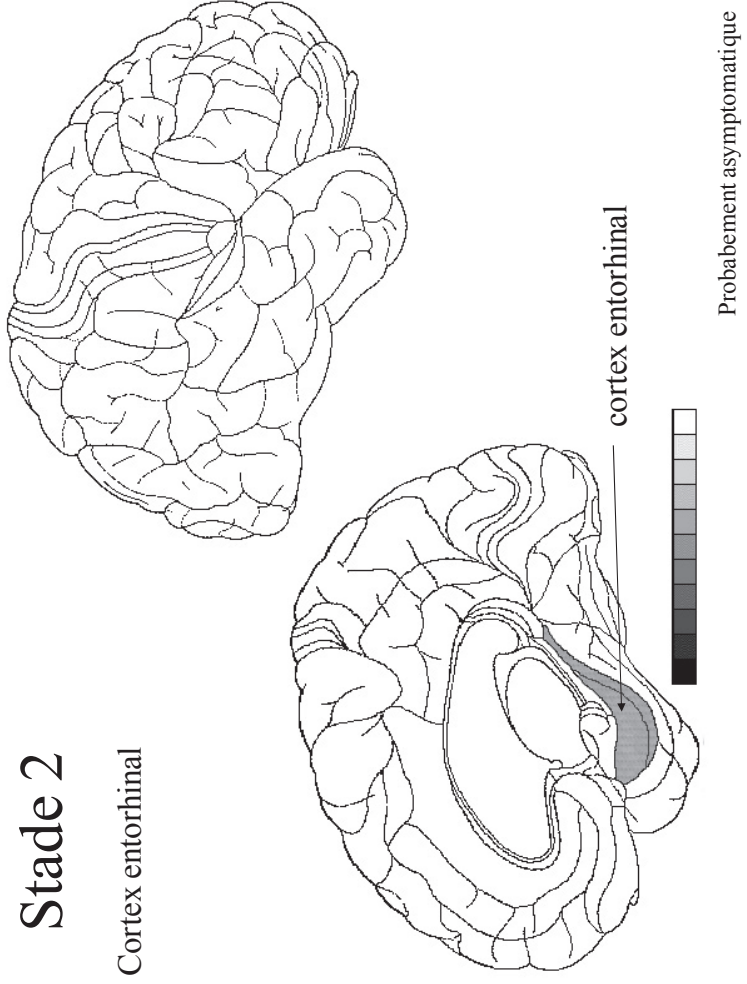 Stade 2
Cortex entorhinal
cortex entorhinal
Probabement asymptomatique